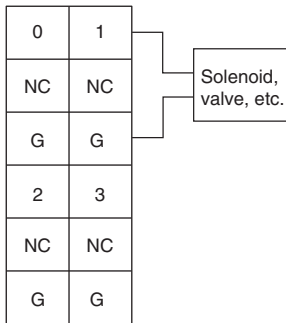 0 1
Solenoid,
valve, etc.
NC NC
G G
2 3
NC NC
G G